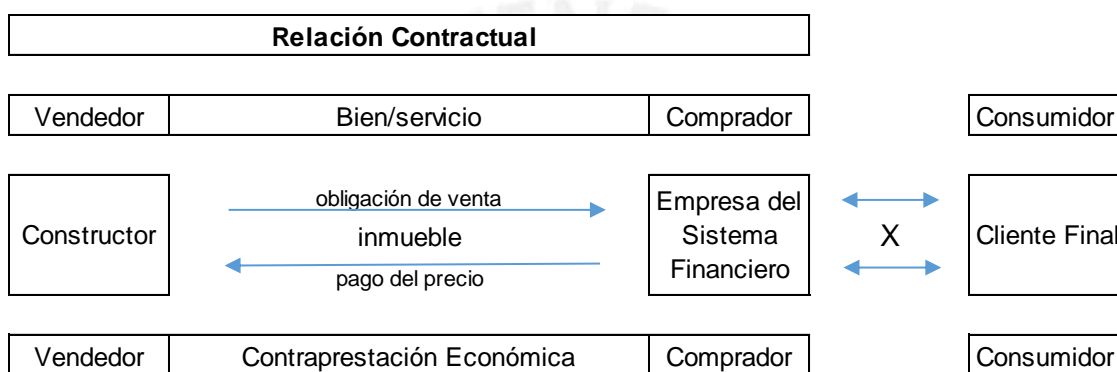 Relación Contractual
Vendedor Bien/servicio Comprador Consumidor
obligación de venta
Constructor inmueble Empresa del Sistema Financiero X Cliente Final
pago del precio
Vendedor Contraprestación Económica Comprador Consumidor